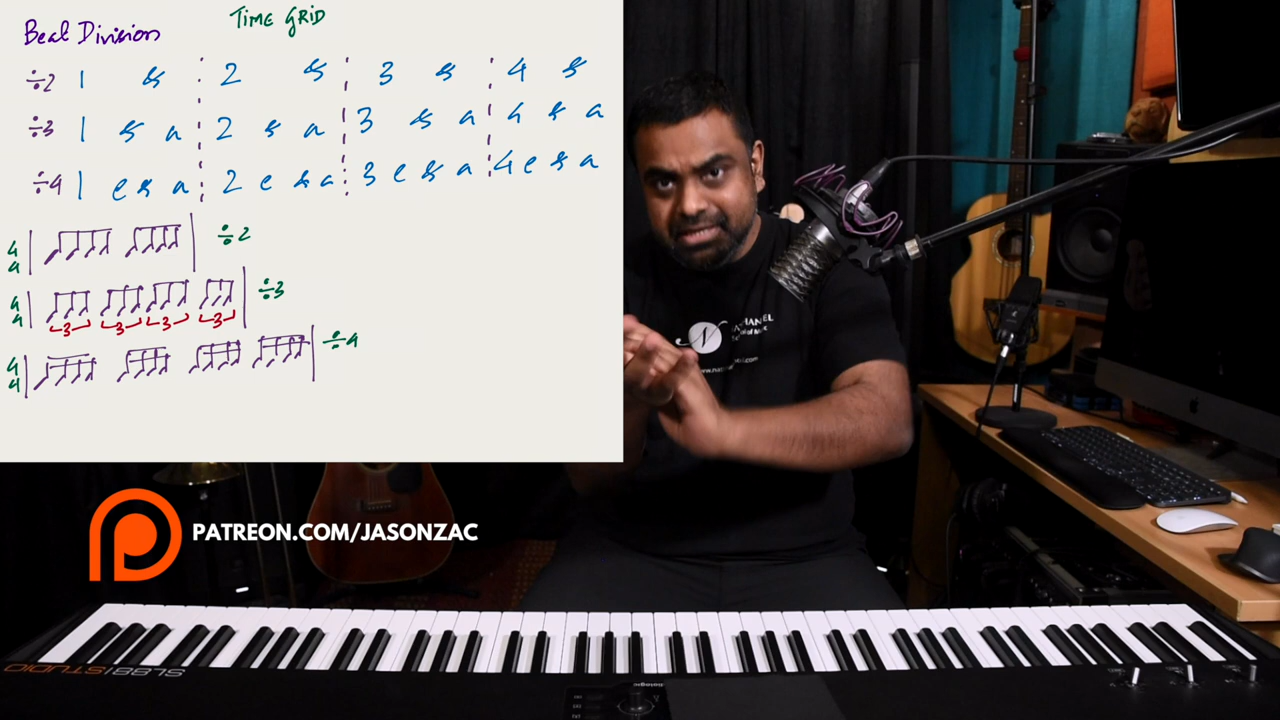 Beat Division TIME GRID
÷2 1 & 2 & 3 & 4 &
÷3 1 & a 2 & a 3 & a 4 & a
÷4 1 e & a 2 e & a 3 e & a 4 e & a
4 4 ÷2
4 4 3 3 3 3 ÷3
4 4 ÷4
N
PATREON.COM/JASONZAC
SL88 STUDIO